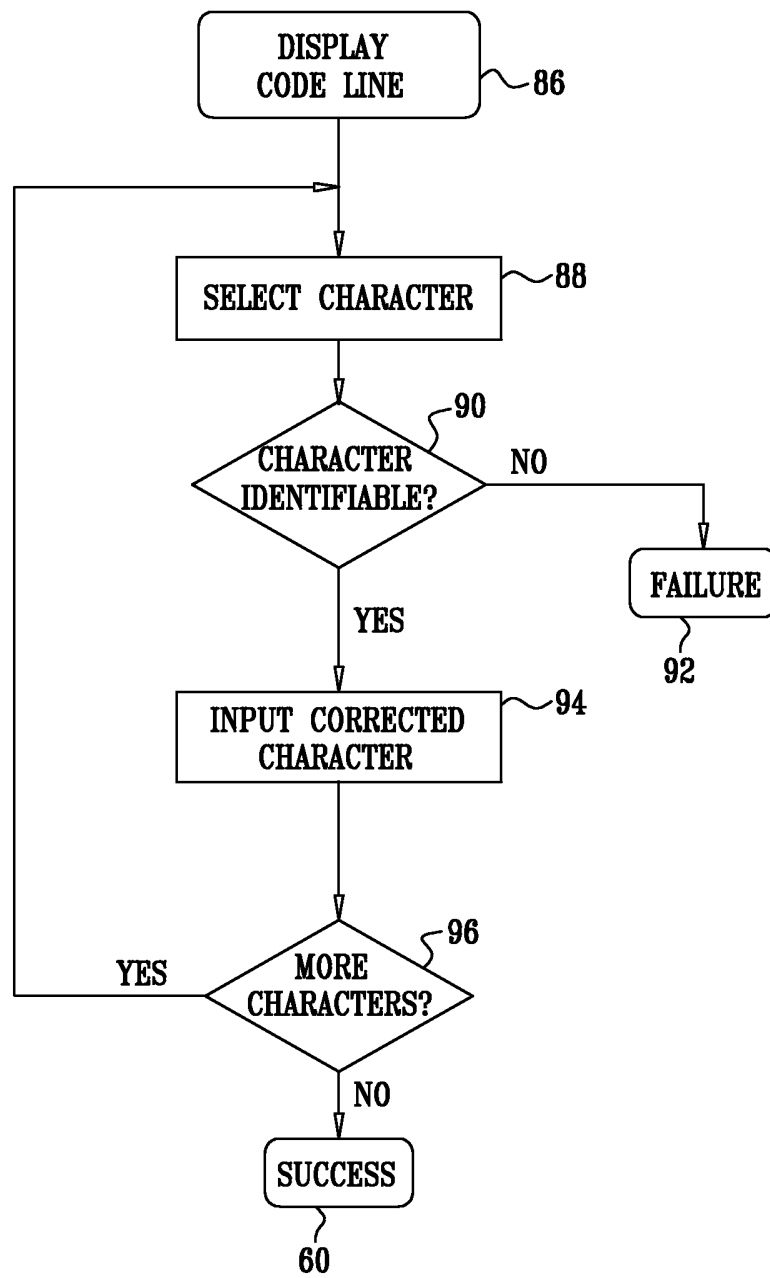 DISPLAY
CODE LINE
86
SELECT CHARACTER
88
90
CHARACTER
IDENTIFIABLE?
NO
FAILURE
92
YES
INPUT CORRECTED
CHARACTER
94
96
MORE
CHARACTERS?
YES
NO
SUCCESS
60